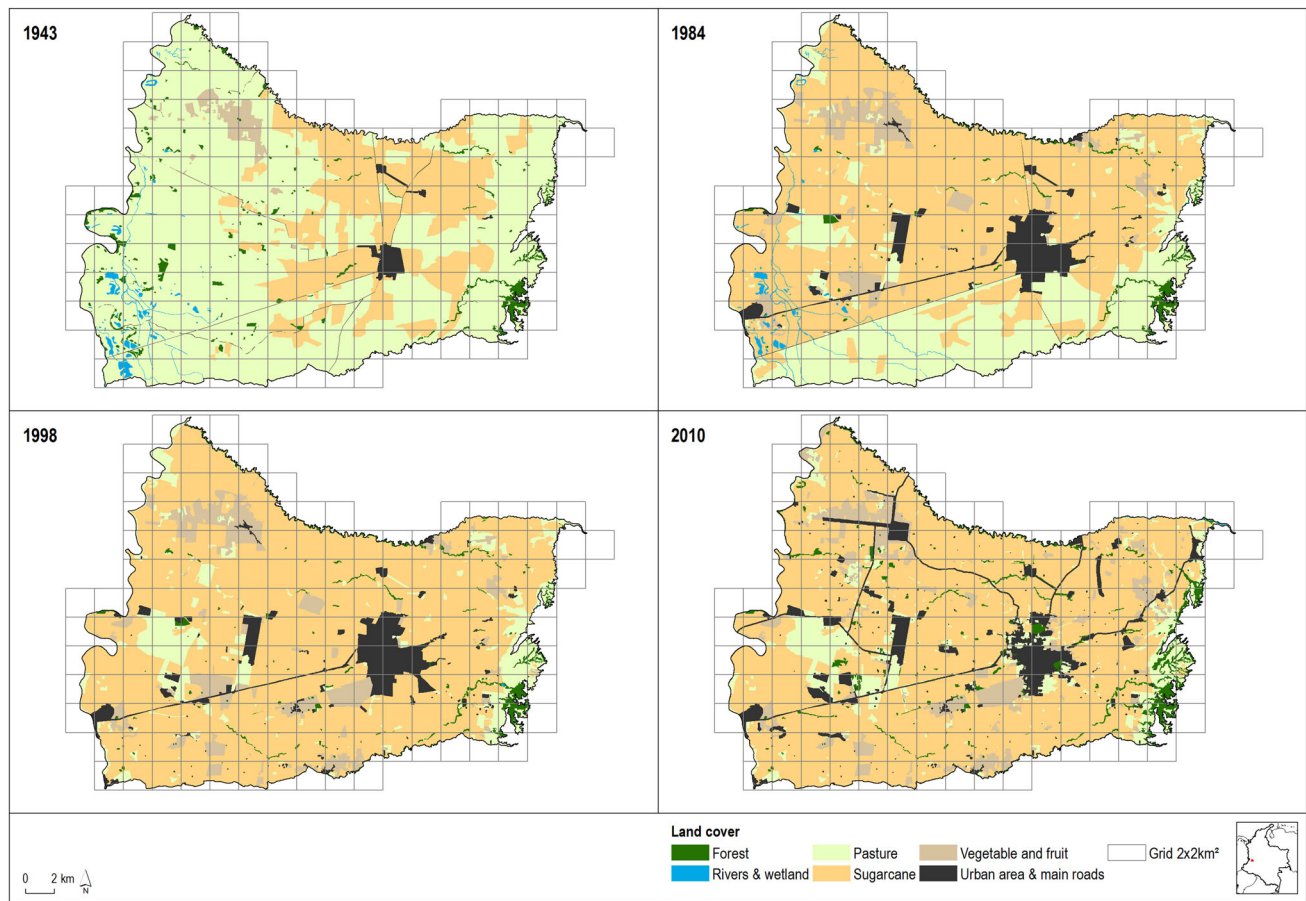 1943
1984
1998
2010
Land cover
Forest
Pasture
Vegetable and fruit
Grid 2x2km²
Rivers & wetland
Sugarcane
Urban area & main roads
0 2 km
N